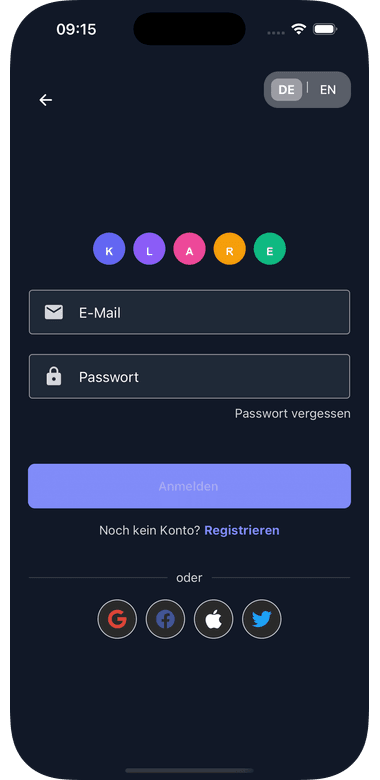 09:15
DE | EN
K L A R E
E-Mail
Passwort
Passwort vergessen
Anmelden
Noch kein Konto? Registrieren
oder